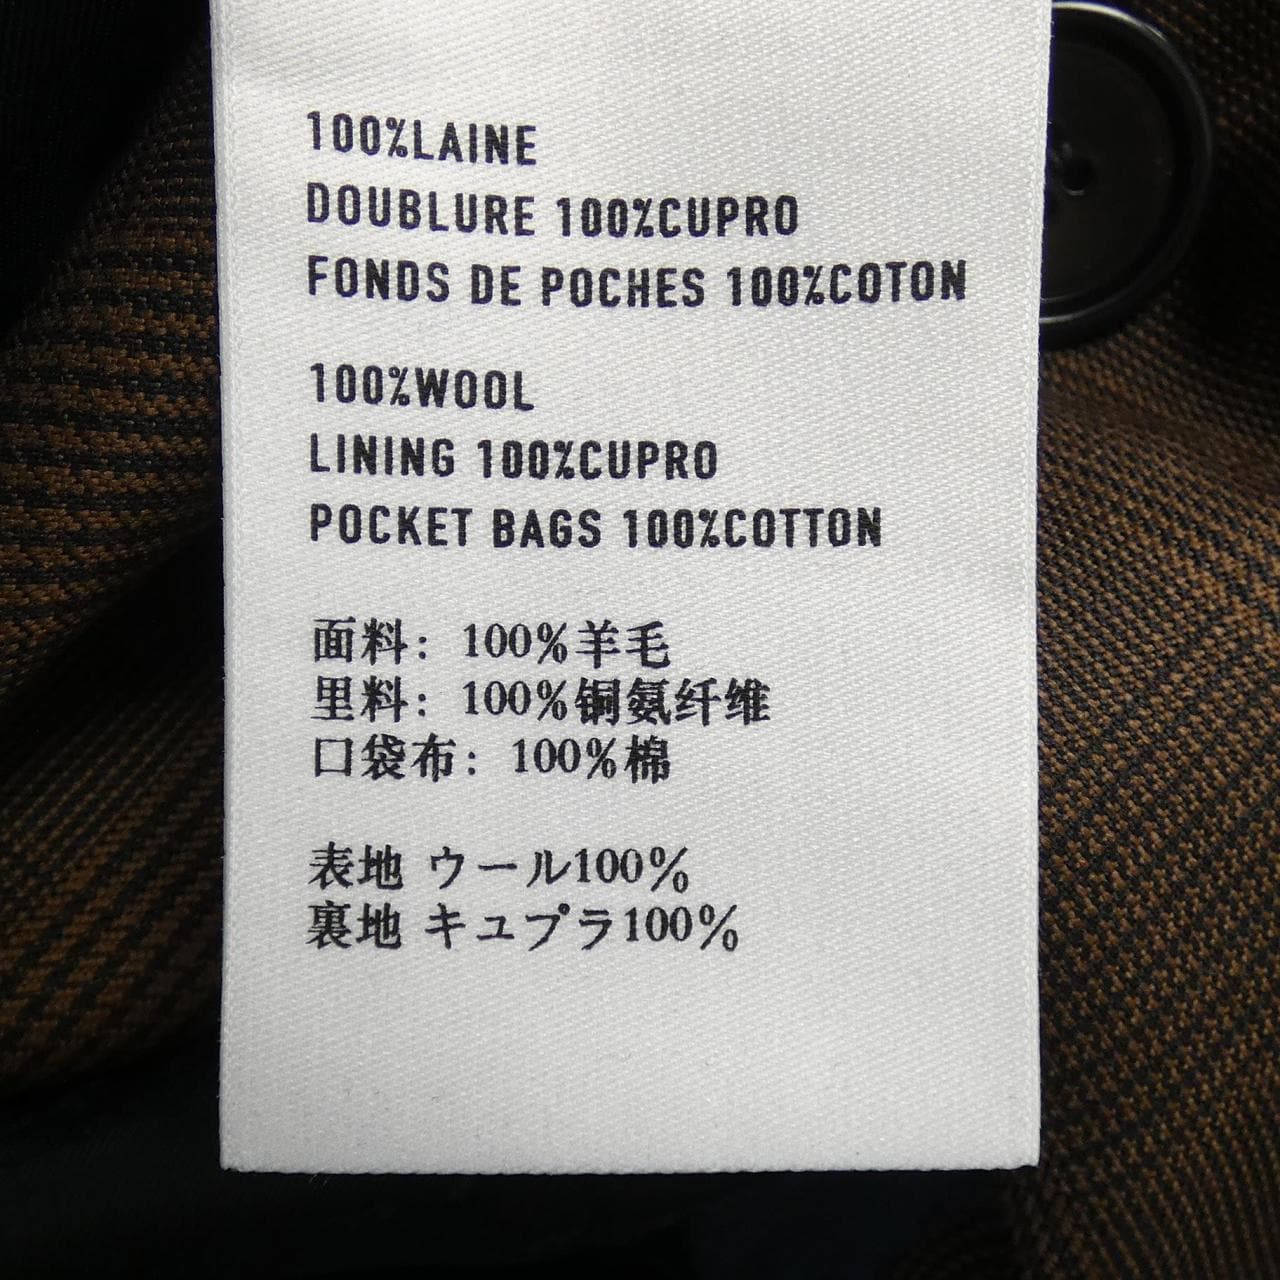 100%LAINE
DOUBLURE 100%CUPRO
FONDS DE POCHES 100%COTON
100%WOOL
LINING 100%CUPRO
POCKET BAGS 100%COTTON
面料: 100%羊毛
里料: 100%铜氨纤维
口袋布: 100%棉
表地 ウール100%
裏地 キュプラ100%